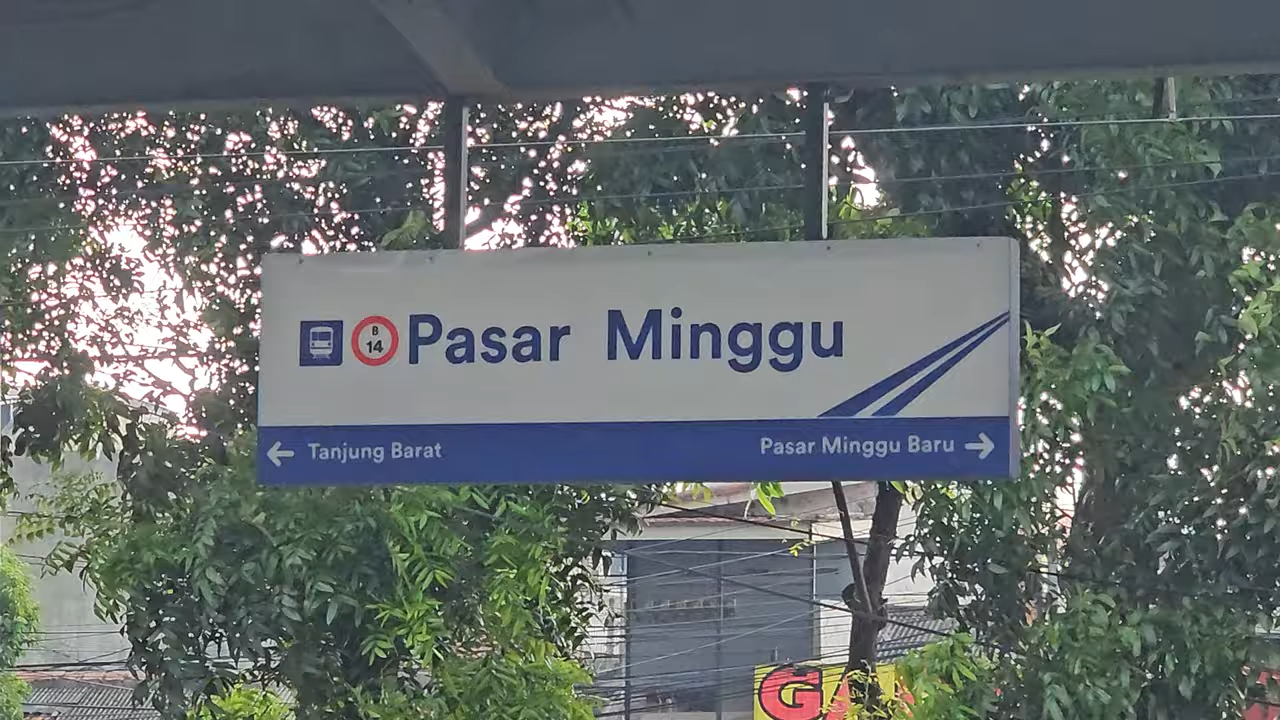 B
14
Pasar Minggu
← Tanjung Barat
Pasar Minggu Baru →